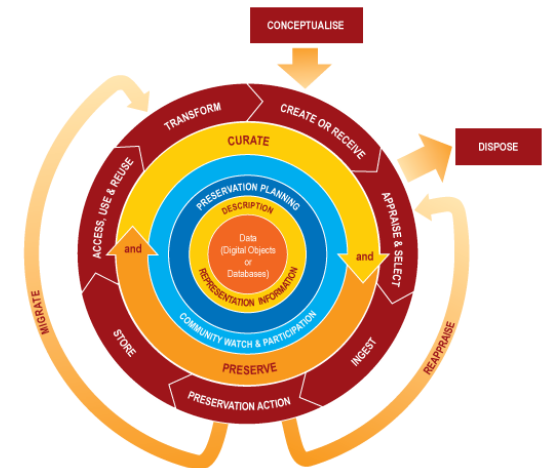 CONCEPTUALISE
CREATE OR RECEIVE
DISPOSE
APPRAISE & SELECT
INGEST
PRESERVATION ACTION
STORE
ACCESS, USE & REUSE
TRANSFORM
MIGRATE
REAPPRAISE
CURATE
and
PRESERVE
and
COMMUNITY WATCH & PARTICIPATION
PRESERVATION PLANNING
DESCRIPTION
REPRESENTATION INFORMATION
Data
(Digital Objects
or
Databases)